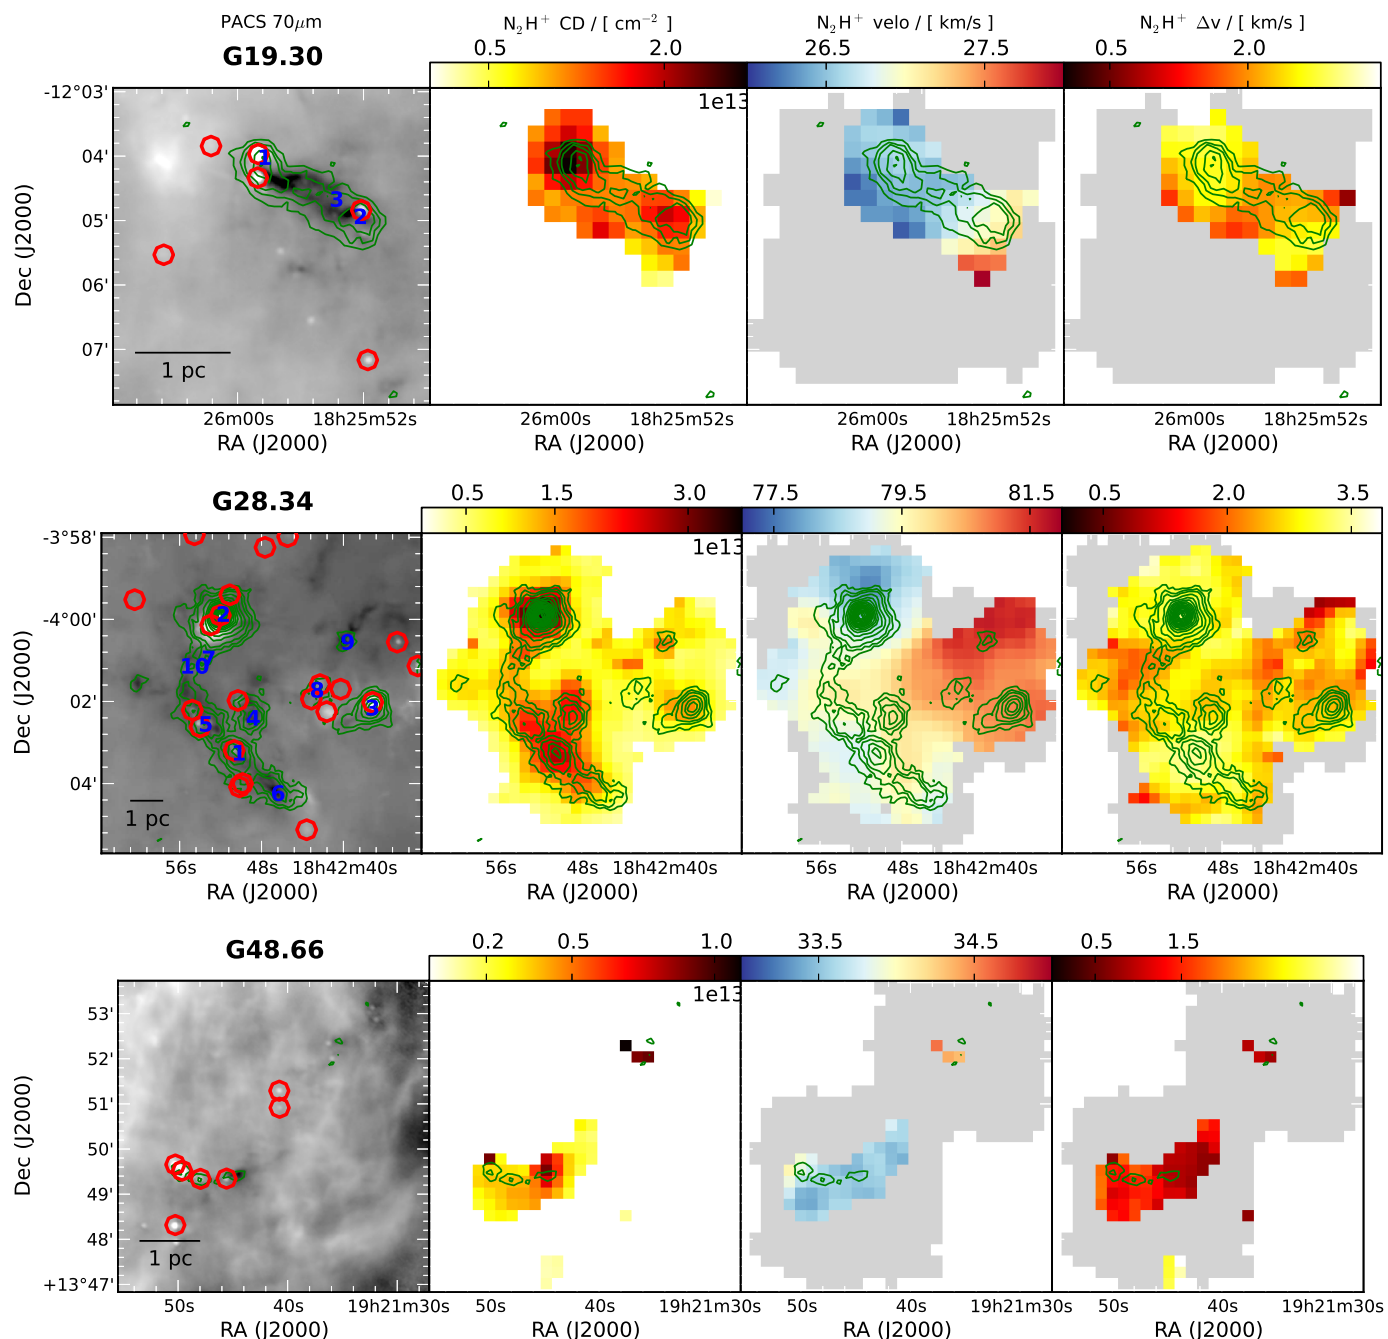 PACS 70μm
N₂H⁺ CD / [ cm⁻² ]
N₂H⁺ velo / [ km/s ]
N₂H⁺ Δv / [ km/s ]
G19.30
0.5 2.0
26.5 27.5
0.5 2.0
1e13
-12°03'
04'
05'
06'
07'
Dec (J2000)
1
3
2
1 pc
26m00s 18h25m52s
26m00s 18h25m52s
26m00s 18h25m52s
26m00s 18h25m52s
RA (J2000)
RA (J2000)
RA (J2000)
RA (J2000)
G28.34
0.5 1.5 3.0
77.5 79.5 81.5
0.5 2.0 3.5
1e13
-3°58'
-4°00'
02'
04'
Dec (J2000)
2
9
7
10
8
3
4
5
1
6
1 pc
56s 48s 18h42m40s
56s 48s 18h42m40s
56s 48s 18h42m40s
56s 48s 18h42m40s
RA (J2000)
RA (J2000)
RA (J2000)
RA (J2000)
G48.66
0.2 0.5 1.0
33.5 34.5
0.5 1.5
1e13
53'
52'
51'
50'
49'
48'
+13°47'
Dec (J2000)
1 pc
50s 40s 19h21m30s
50s 40s 19h21m30s
50s 40s 19h21m30s
50s 40s 19h21m30s
RA (J2000)
RA (J2000)
RA (J2000)
RA (J2000)